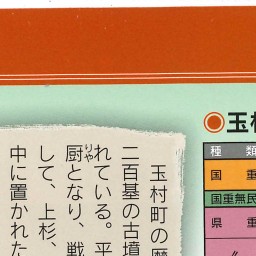 玉村町の歴
二百基の古墳
れている。平
厨となり、戦
りや
して、上杉、
中に置かれた
◉玉村
種 類
国 重
国重無民
県 重
〃